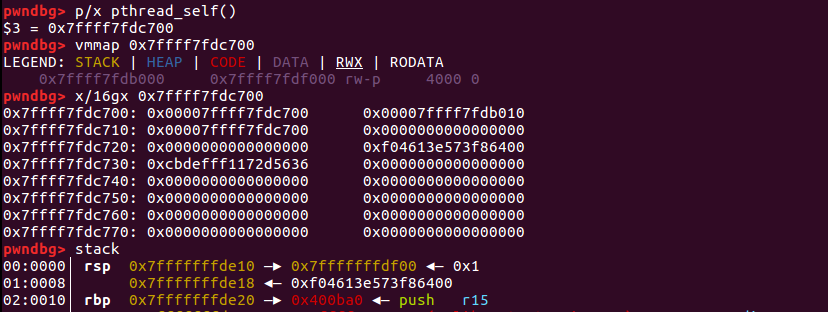 pwndbg> p/x pthread_self()
$3 = 0x7ffff7fdc700
pwndbg> vmmap 0x7ffff7fdc700
LEGEND: STACK | HEAP | CODE | DATA | RWX | RODATA
0x7ffff7fdb000 0x7ffff7fdf000 rw-p 4000 0
pwndbg> x/16gx 0x7ffff7fdc700
0x7ffff7fdc700: 0x00007ffff7fdc700 0x00007ffff7fdb010
0x7ffff7fdc710: 0x00007ffff7fdc700 0x0000000000000000
0x7ffff7fdc720: 0x0000000000000000 0xf04613e573f86400
0x7ffff7fdc730: 0xcbdefff1172d5636 0x0000000000000000
0x7ffff7fdc740: 0x0000000000000000 0x0000000000000000
0x7ffff7fdc750: 0x0000000000000000 0x0000000000000000
0x7ffff7fdc760: 0x0000000000000000 0x0000000000000000
0x7ffff7fdc770: 0x0000000000000000 0x0000000000000000
pwndbg> stack
00:0000│ rsp 0x7fffffffde10 —▸ 0x7fffffffdf00 ◂— 0x1
01:0008│ 0x7fffffffde18 ◂— 0xf04613e573f86400
02:0010│ rbp 0x7fffffffde20 —▸ 0x400ba0 ◂— push r15